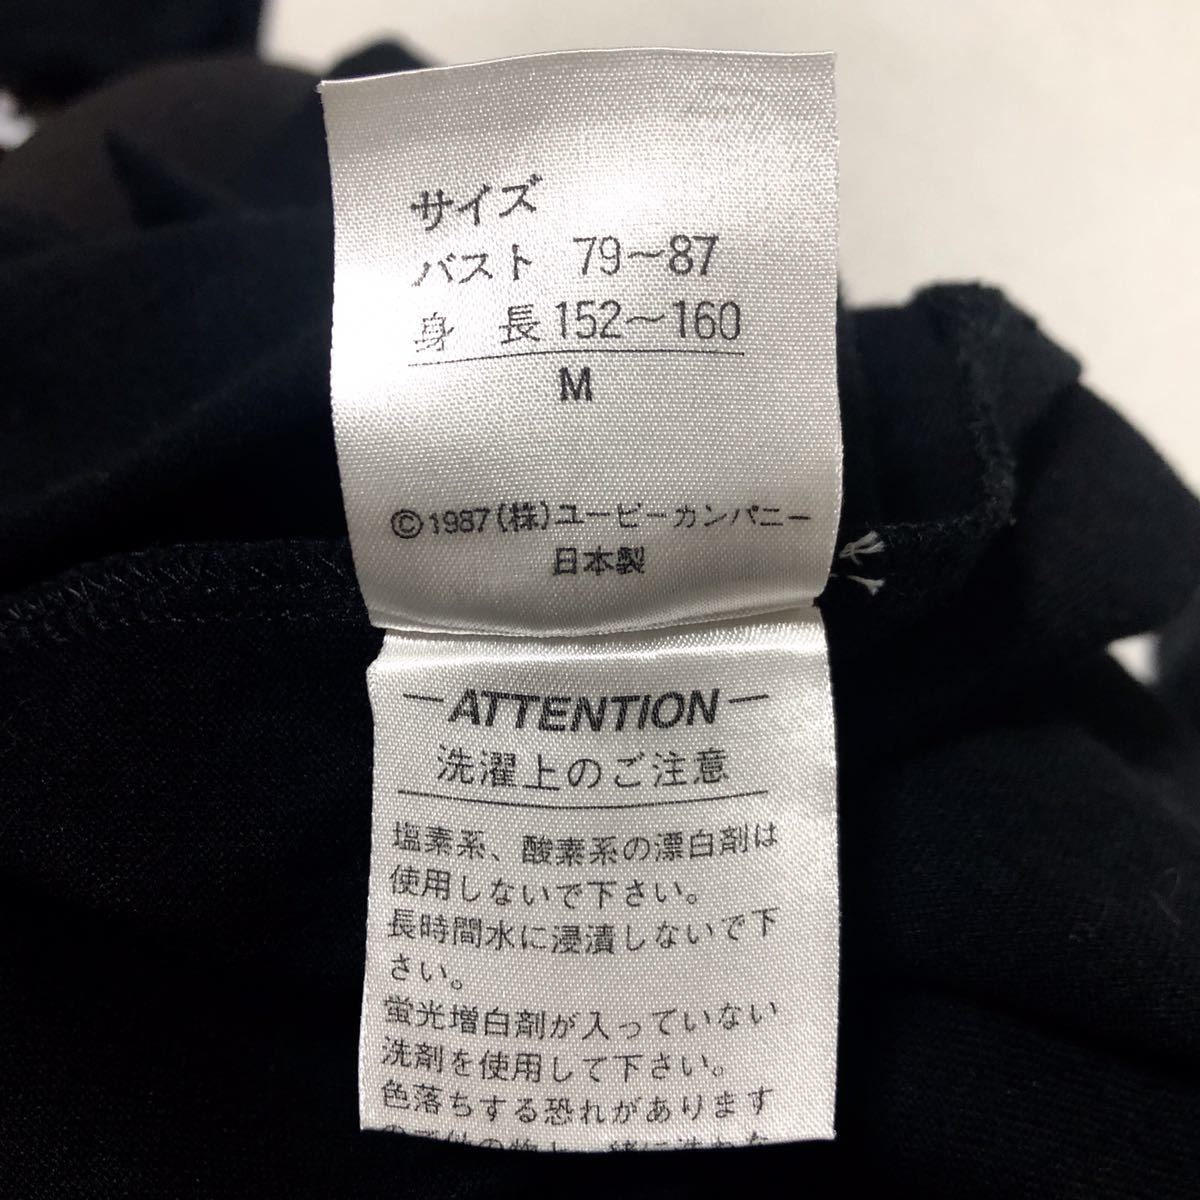 サイズ
バスト 79~87
身 長 152~160
M
©1987(株)ユーピーカンパニー
日本製
ATTENTION
洗濯上のご注意
塩素系、酸素系の漂白剤は
使用しないで下さい。
長時間水に浸漬しないで下
さい。
蛍光増白剤が入っていない
洗剤を使用して下さい。
色落ちする恐れがあります